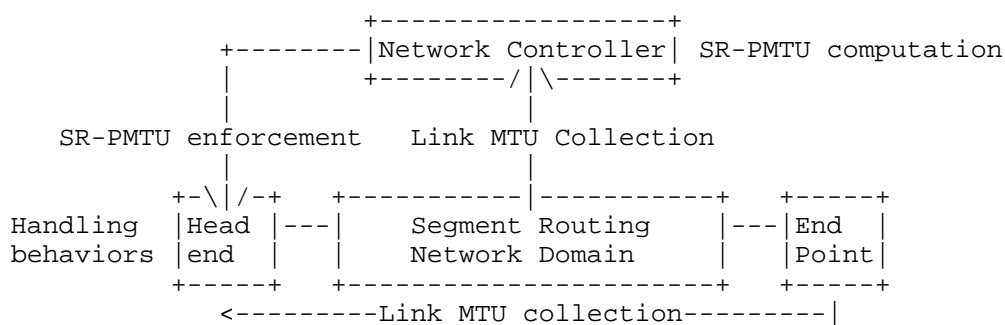 Network Controller SR-PMTU computation
SR-PMTU enforcement Link MTU Collection
Handling Head Segment Routing End
behaviors end Network Domain Point
Link MTU collection